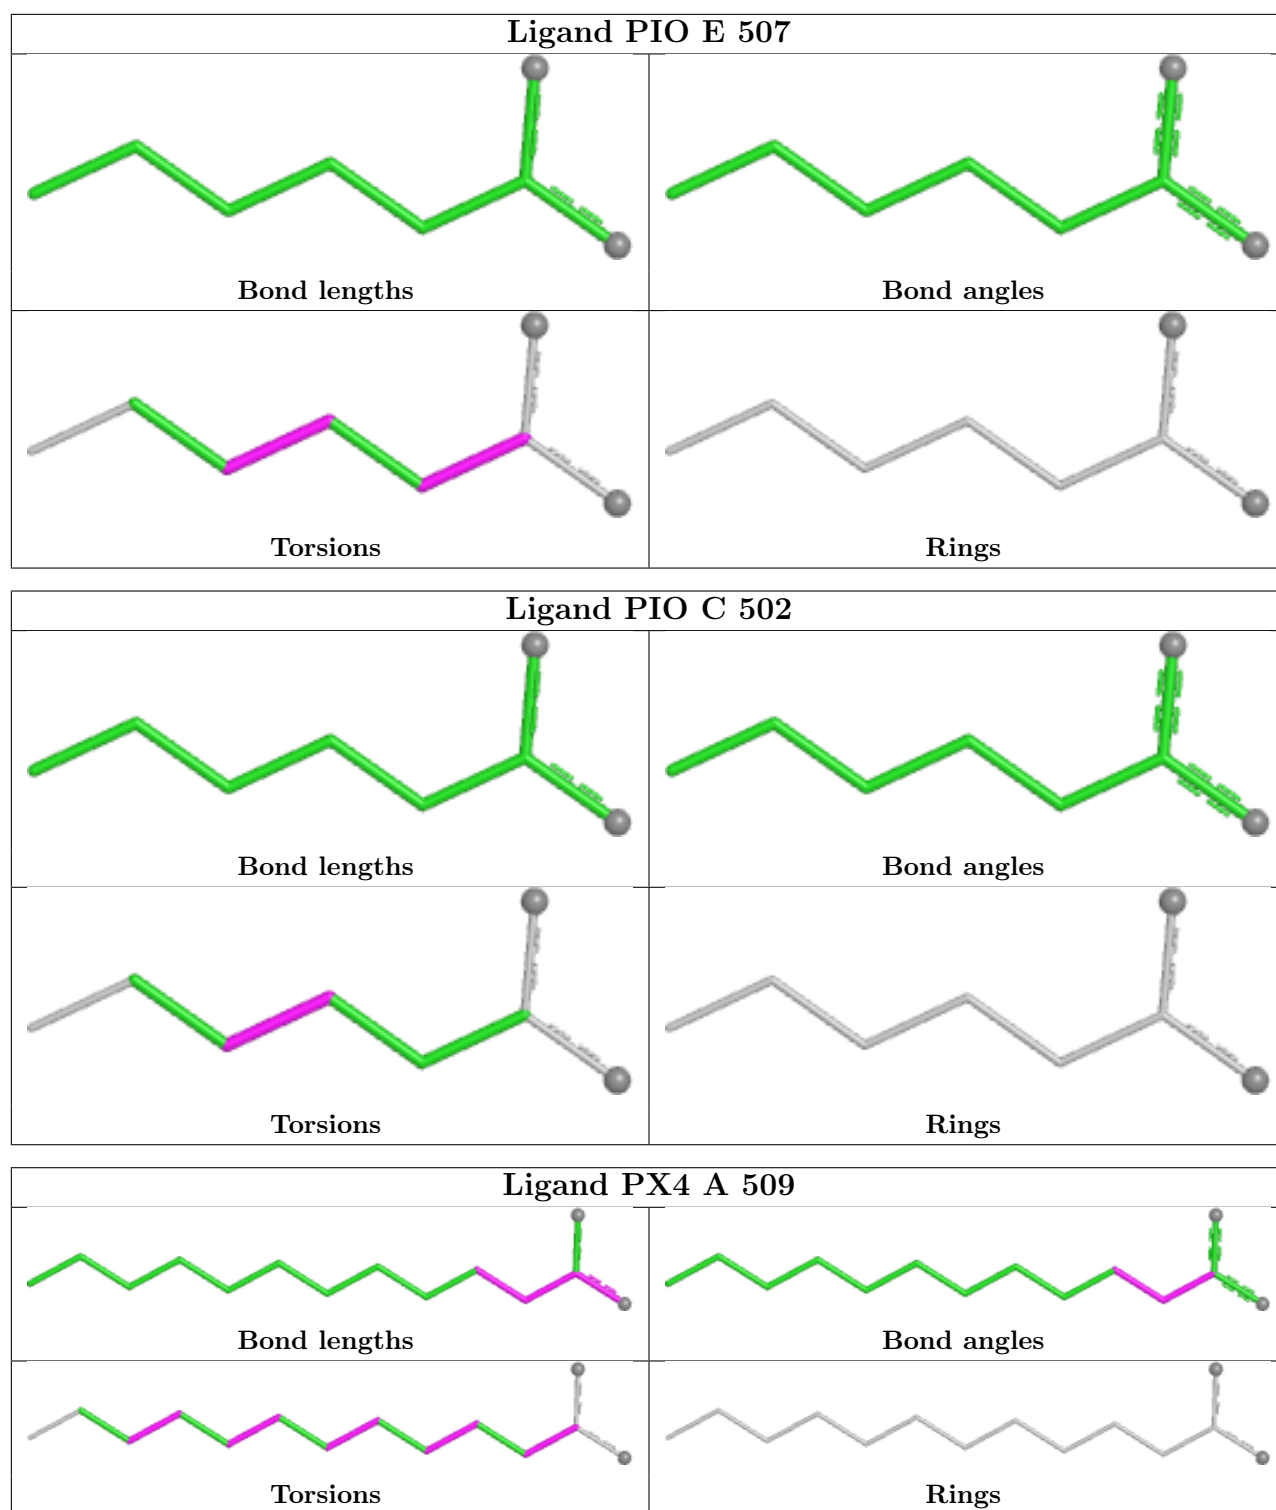 Ligand PIO E 507
Bond lengths
Bond angles
Torsions
Rings
Ligand PIO C 502
Bond lengths
Bond angles
Torsions
Rings
Ligand PX4 A 509
Bond lengths
Bond angles
Torsions
Rings